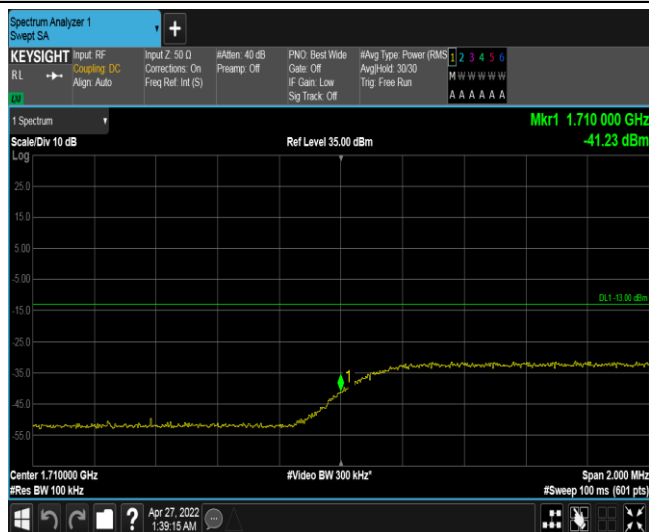 Spectrum Analyzer 1
Swept SA
KEYSIGHT
RL
Input: RF
Coupling: DC
Align: Auto
Input Z: 50 Ω
Corrections: On
Freq Ref: Int (S)
#Atten: 40 dB
Preamp: Off
PNO: Best Wide
Gate: Off
IF Gain: Low
Sig Track: Off
#Avg Type: Power (RMS
Avg|Hold: 30/30
Trig: Free Run
1 2 3 4 5 6
M W W W W W
A A A A A A
1 Spectrum
Mkr1 1.710 000 GHz
Scale/Div 10 dB
Ref Level 35.00 dBm
-41.23 dBm
Log
25.0
15.0
5.00
-5.00
DL1 -13.00 dBm
-15.0
-25.0
-35.0
1
-45.0
-55.0
Center 1.710000 GHz
#Video BW 300 kHz*
Span 2.000 MHz
#Res BW 100 kHz
#Sweep 100 ms (601 pts)
?
Apr 27, 2022
1:39:15 AM